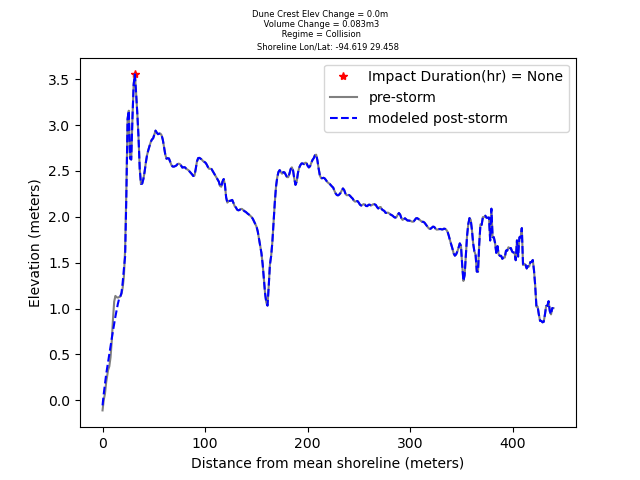 Dune Crest Elev Change = 0.0m
Volume Change = 0.083m3
Regime = Collision
Shoreline Lon/Lat: -94.619 29.458
Impact Duration(hr) = None
pre-storm
modeled post-storm
3.5
3.0
2.5
2.0
1.5
1.0
0.5
0.0
Elevation (meters)
0 100 200 300 400
Distance from mean shoreline (meters)